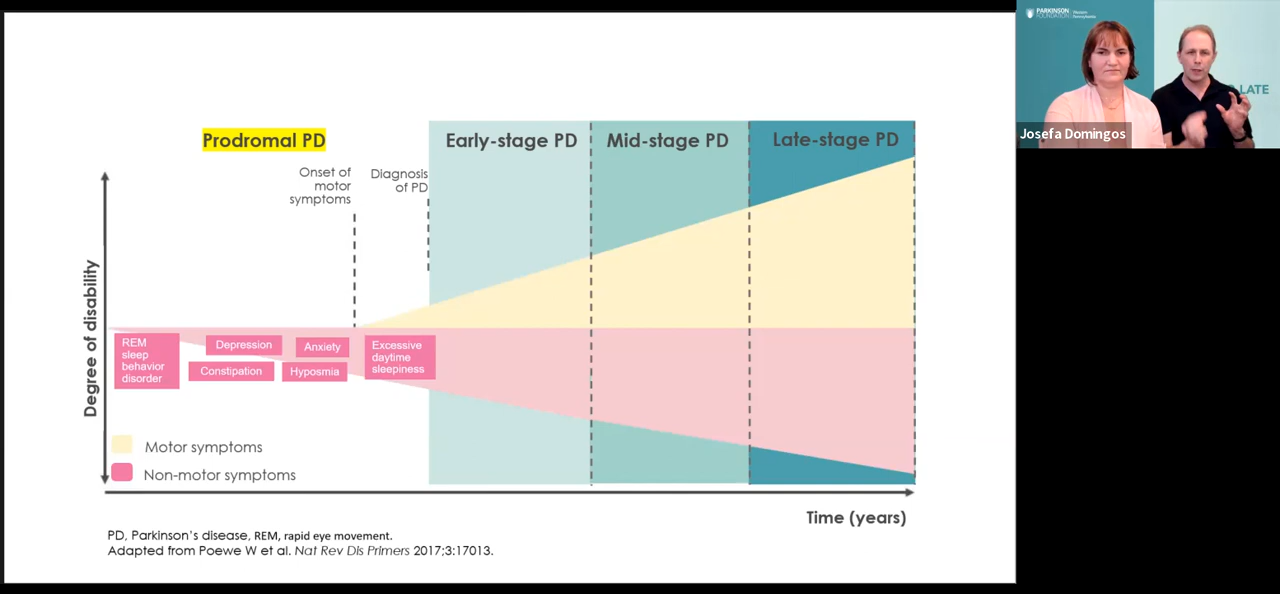 Prodromal PD
Early-stage PD
Mid-stage PD
Late-stage PD
Onset of
motor
symptoms
Diagnosis
of PD
Degree of disability
REM
sleep
behavior
disorder
Depression
Anxiety
Constipation
Hyposmia
Excessive
daytime
sleepiness
Motor symptoms
Non-motor symptoms
Time (years)
PD, Parkinson's disease, REM, rapid eye movement.
Adapted from Poewe W et al. Nat Rev Dis Primers 2017;3:17013.
PARKINSON
FOUNDATION
Western
Pennsylvania
LATE
Josefa Domingos